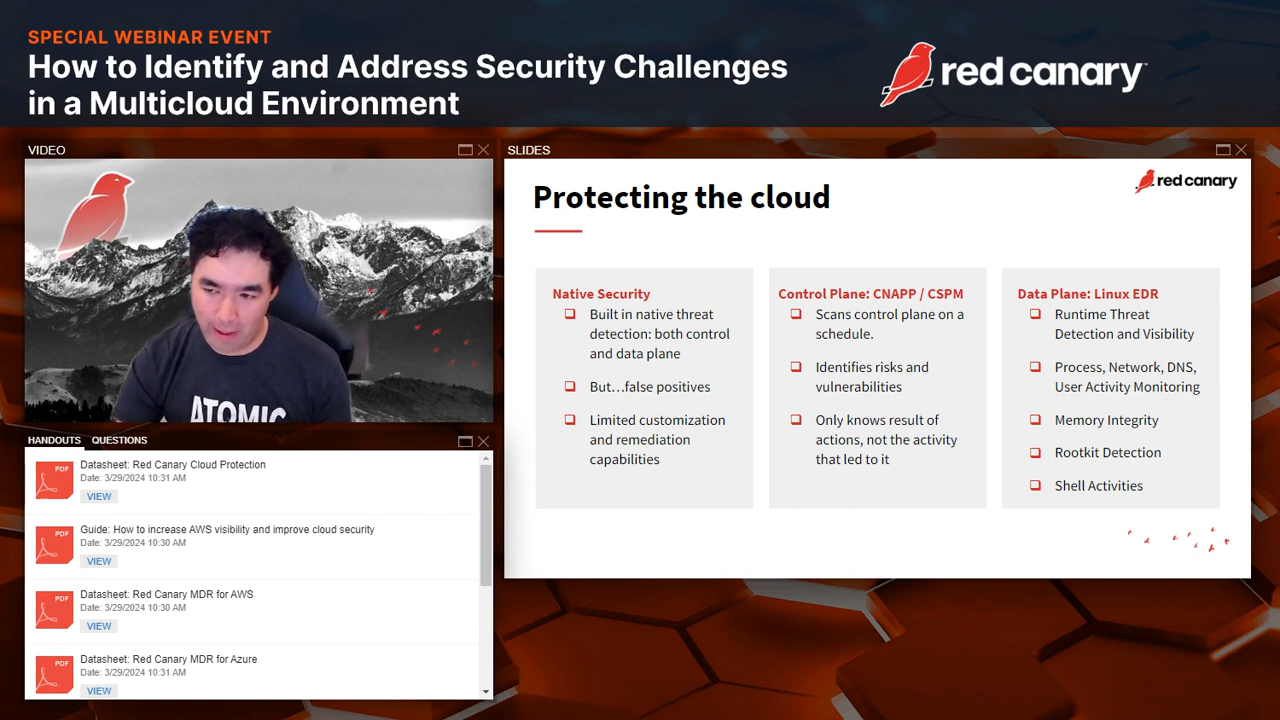 SPECIAL WEBINAR EVENT
How to Identify and Address Security Challenges
in a Multicloud Environment
red canary
VIDEO
ATOMIC
HANDOUTS QUESTIONS
PDF
Datasheet: Red Canary Cloud Protection
Date: 3/29/2024 10:31 AM
VIEW
PDF
Guide: How to increase AWS visibility and improve cloud security
Date: 3/29/2024 10:30 AM
VIEW
PDF
Datasheet: Red Canary MDR for AWS
Date: 3/29/2024 10:30 AM
VIEW
PDF
Datasheet: Red Canary MDR for Azure
Date: 3/29/2024 10:31 AM
VIEW
SLIDES
red canary
Protecting the cloud
Native Security
Built in native threat
detection: both control
and data plane
But...false positives
Limited customization
and remediation
capabilities
Control Plane: CNAPP / CSPM
Scans control plane on a
schedule.
Identifies risks and
vulnerabilities
Only knows result of
actions, not the activity
that led to it
Data Plane: Linux EDR
Runtime Threat
Detection and Visibility
Process, Network, DNS,
User Activity Monitoring
Memory Integrity
Rootkit Detection
Shell Activities